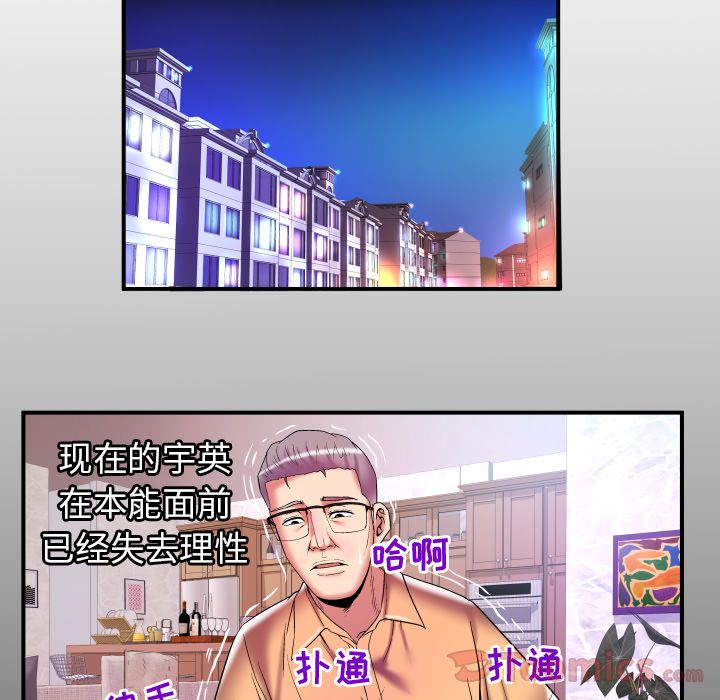 现在的宇英
在本能面前
已经失去理性
哈啊
扑通
扑通